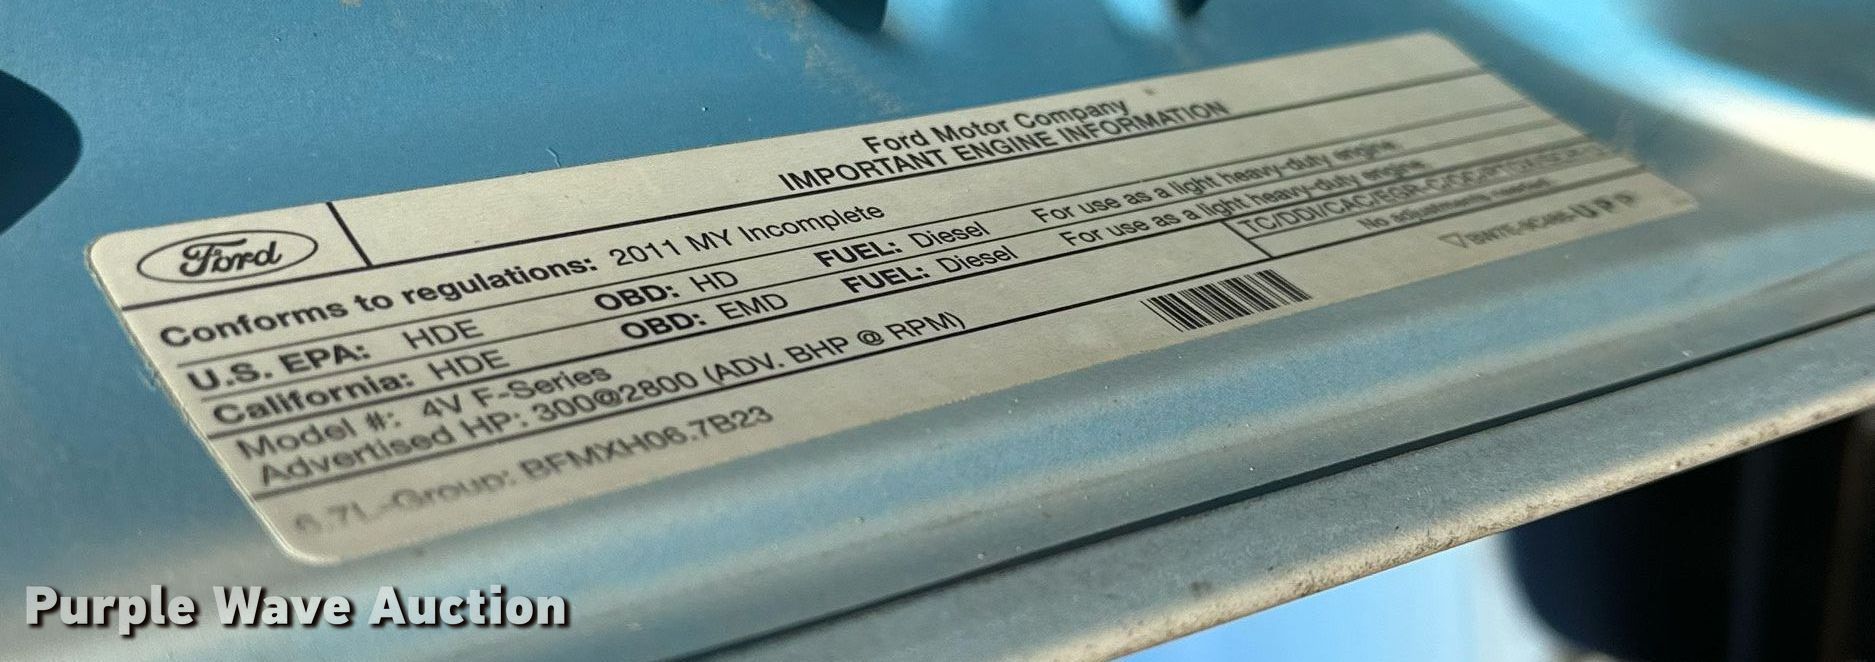 Ford
Ford Motor Company
IMPORTANT ENGINE INFORMATION
Conforms to regulations: 2011 MY Incomplete
U.S. EPA: HDE OBD: HD FUEL: Diesel For use as a light heavy-duty engine
California: HDE OBD: EMD FUEL: Diesel For use as a light heavy-duty engine
Model #: 4V F-Series
Advertised HP: 300@2800 (ADV. BHP @ RPM)
TC/DDI/CAC/EGR-C/OC/PTOX/SCR-U
No adjustments needed.
6.7L-Group: BFMXH06.7B23
Purple Wave Auction